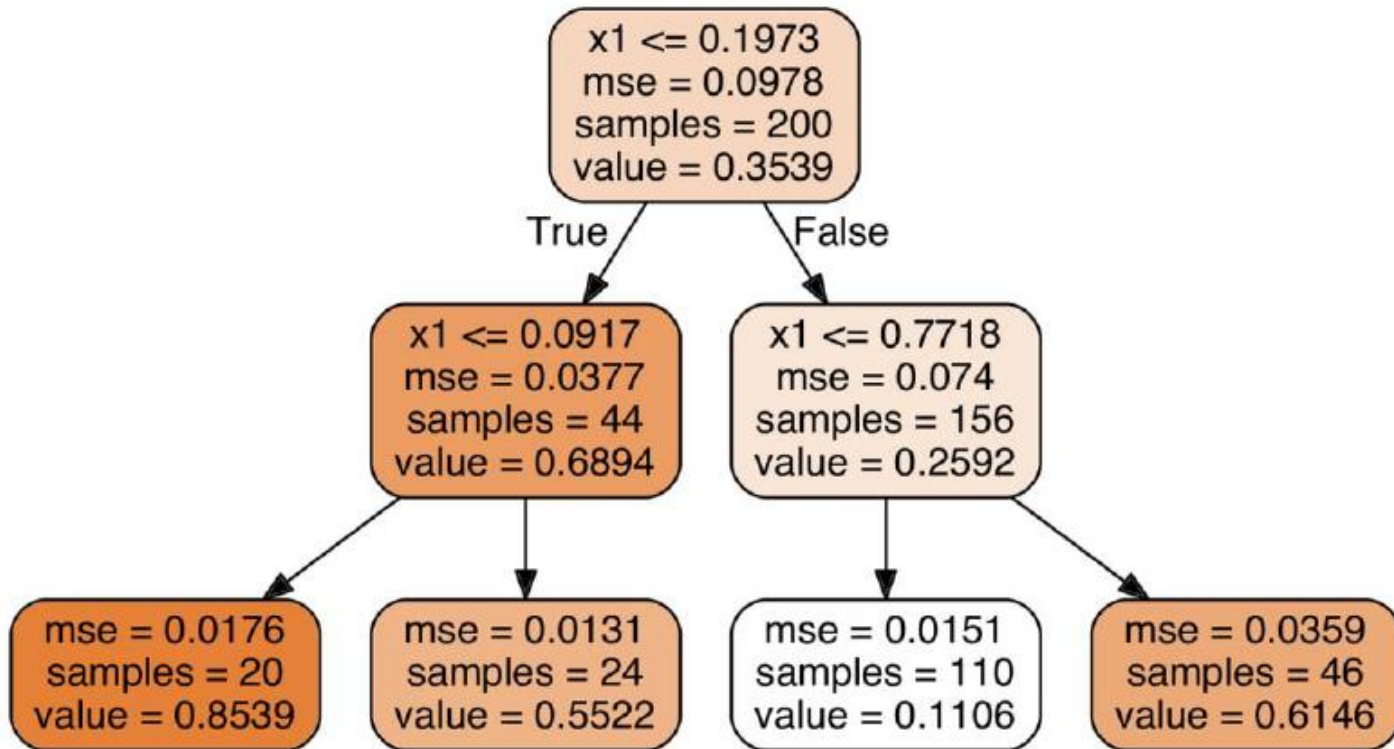 x1 <= 0.1973
mse = 0.0978
samples = 200
value = 0.3539
True
False
x1 <= 0.0917
mse = 0.0377
samples = 44
value = 0.6894
x1 <= 0.7718
mse = 0.074
samples = 156
value = 0.2592
mse = 0.0176
samples = 20
value = 0.8539
mse = 0.0131
samples = 24
value = 0.5522
mse = 0.0151
samples = 110
value = 0.1106
mse = 0.0359
samples = 46
value = 0.6146